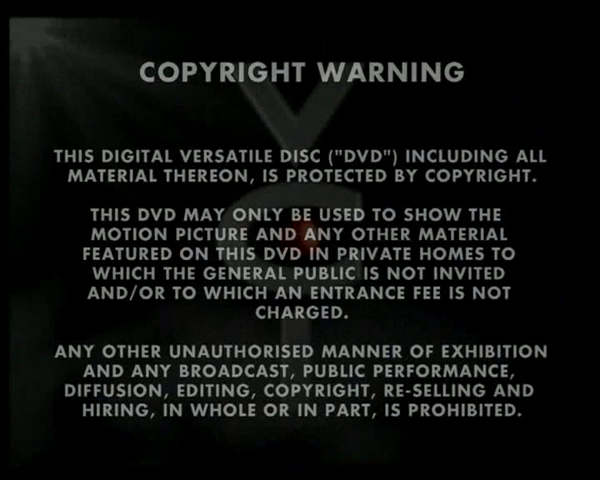 COPYRIGHT WARNING
THIS DIGITAL VERSATILE DISC ("DVD") INCLUDING ALL
MATERIAL THEREON, IS PROTECTED BY COPYRIGHT.
THIS DVD MAY ONLY BE USED TO SHOW THE
MOTION PICTURE AND ANY OTHER MATERIAL
FEATURED ON THIS DVD IN PRIVATE HOMES TO
WHICH THE GENERAL PUBLIC IS NOT INVITED
AND/OR TO WHICH AN ENTRANCE FEE IS NOT
CHARGED.
ANY OTHER UNAUTHORISED MANNER OF EXHIBITION
AND ANY BROADCAST, PUBLIC PERFORMANCE,
DIFFUSION, EDITING, COPYRIGHT, RE-SELLING AND
HIRING, IN WHOLE OR IN PART, IS PROHIBITED.